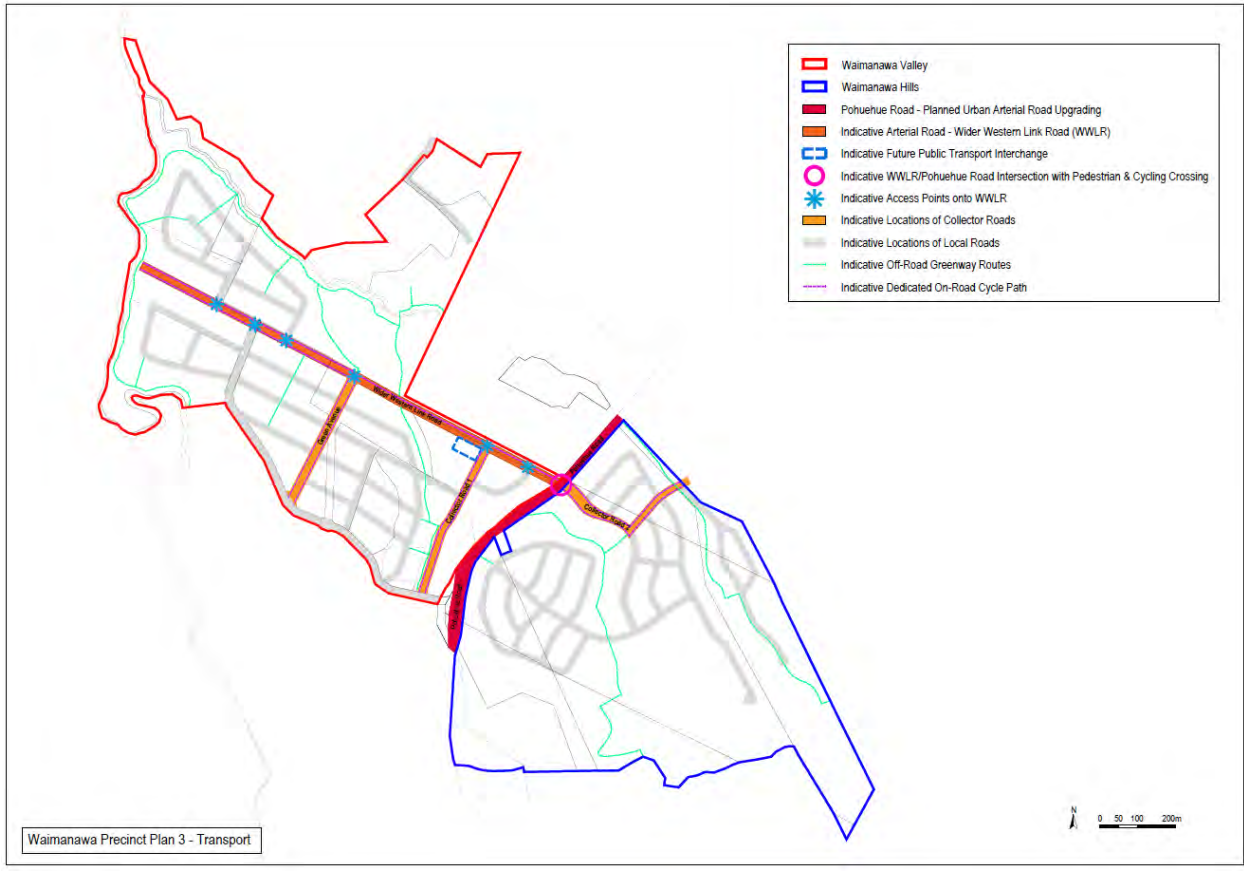 Waimanawa Valley
Waimanawa Hills
Pohuehue Road - Planned Urban Arterial Road Upgrading
Indicative Arterial Road - Wider Western Link Road (WWLR)
Indicative Future Public Transport Interchange
Indicative WWLR/Pohuehue Road Intersection with Pedestrian & Cycling Crossing
Indicative Access Points onto WWLR
Indicative Locations of Collector Roads
Indicative Locations of Local Roads
Indicative Off-Road Greenway Routes
Indicative Dedicated On-Road Cycle Path
Wider Western Link Road
Green Avenue
Collector Road 1
Collector Road 2
N
0 50 100 200m
Waimanawa Precinct Plan 3 - Transport